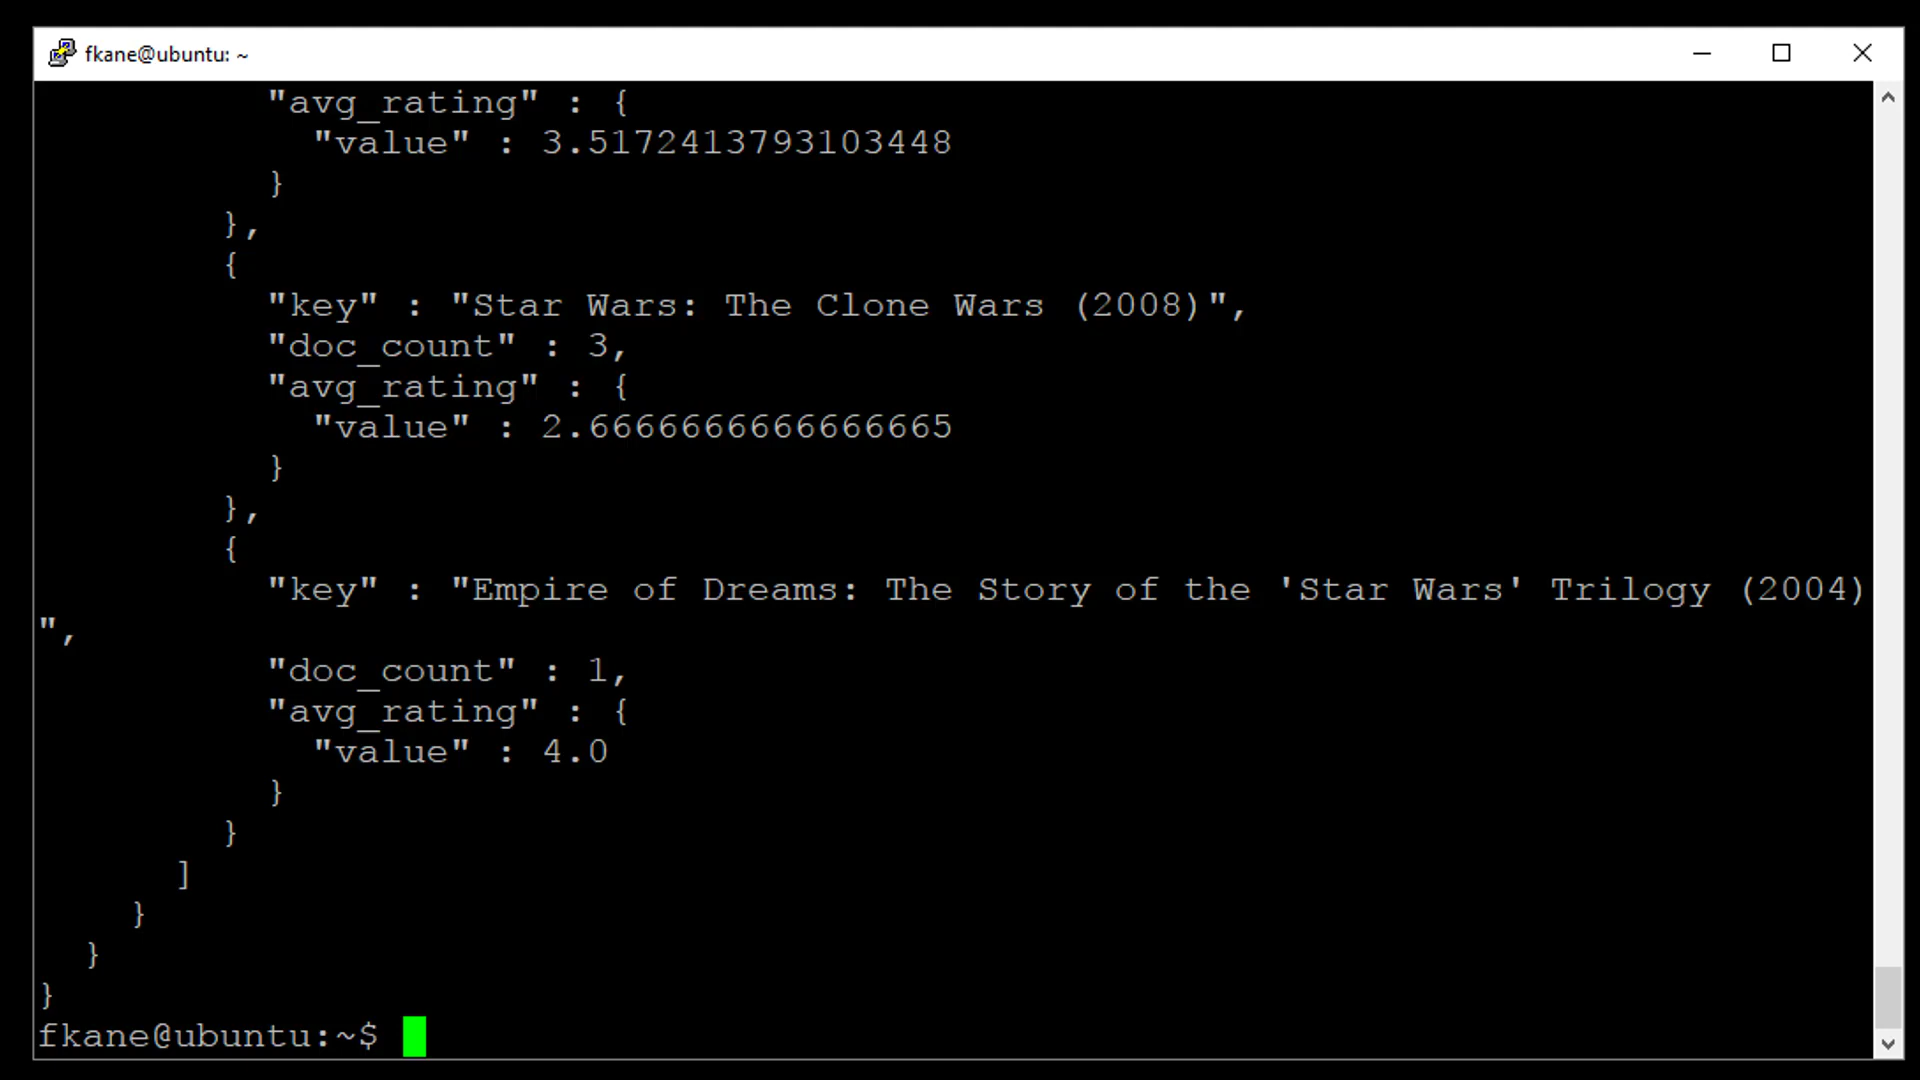 fkane@ubuntu: ~
"avg_rating" : {
"value" : 3.5172413793103448
}
},
{
"key" : "Star Wars: The Clone Wars (2008)",
"doc_count" : 3,
"avg_rating" : {
"value" : 2.6666666666666665
}
},
{
"key" : "Empire of Dreams: The Story of the 'Star Wars' Trilogy (2004)
",
"doc_count" : 1,
"avg_rating" : {
"value" : 4.0
}
}
]
}
}
}
fkane@ubuntu:~$